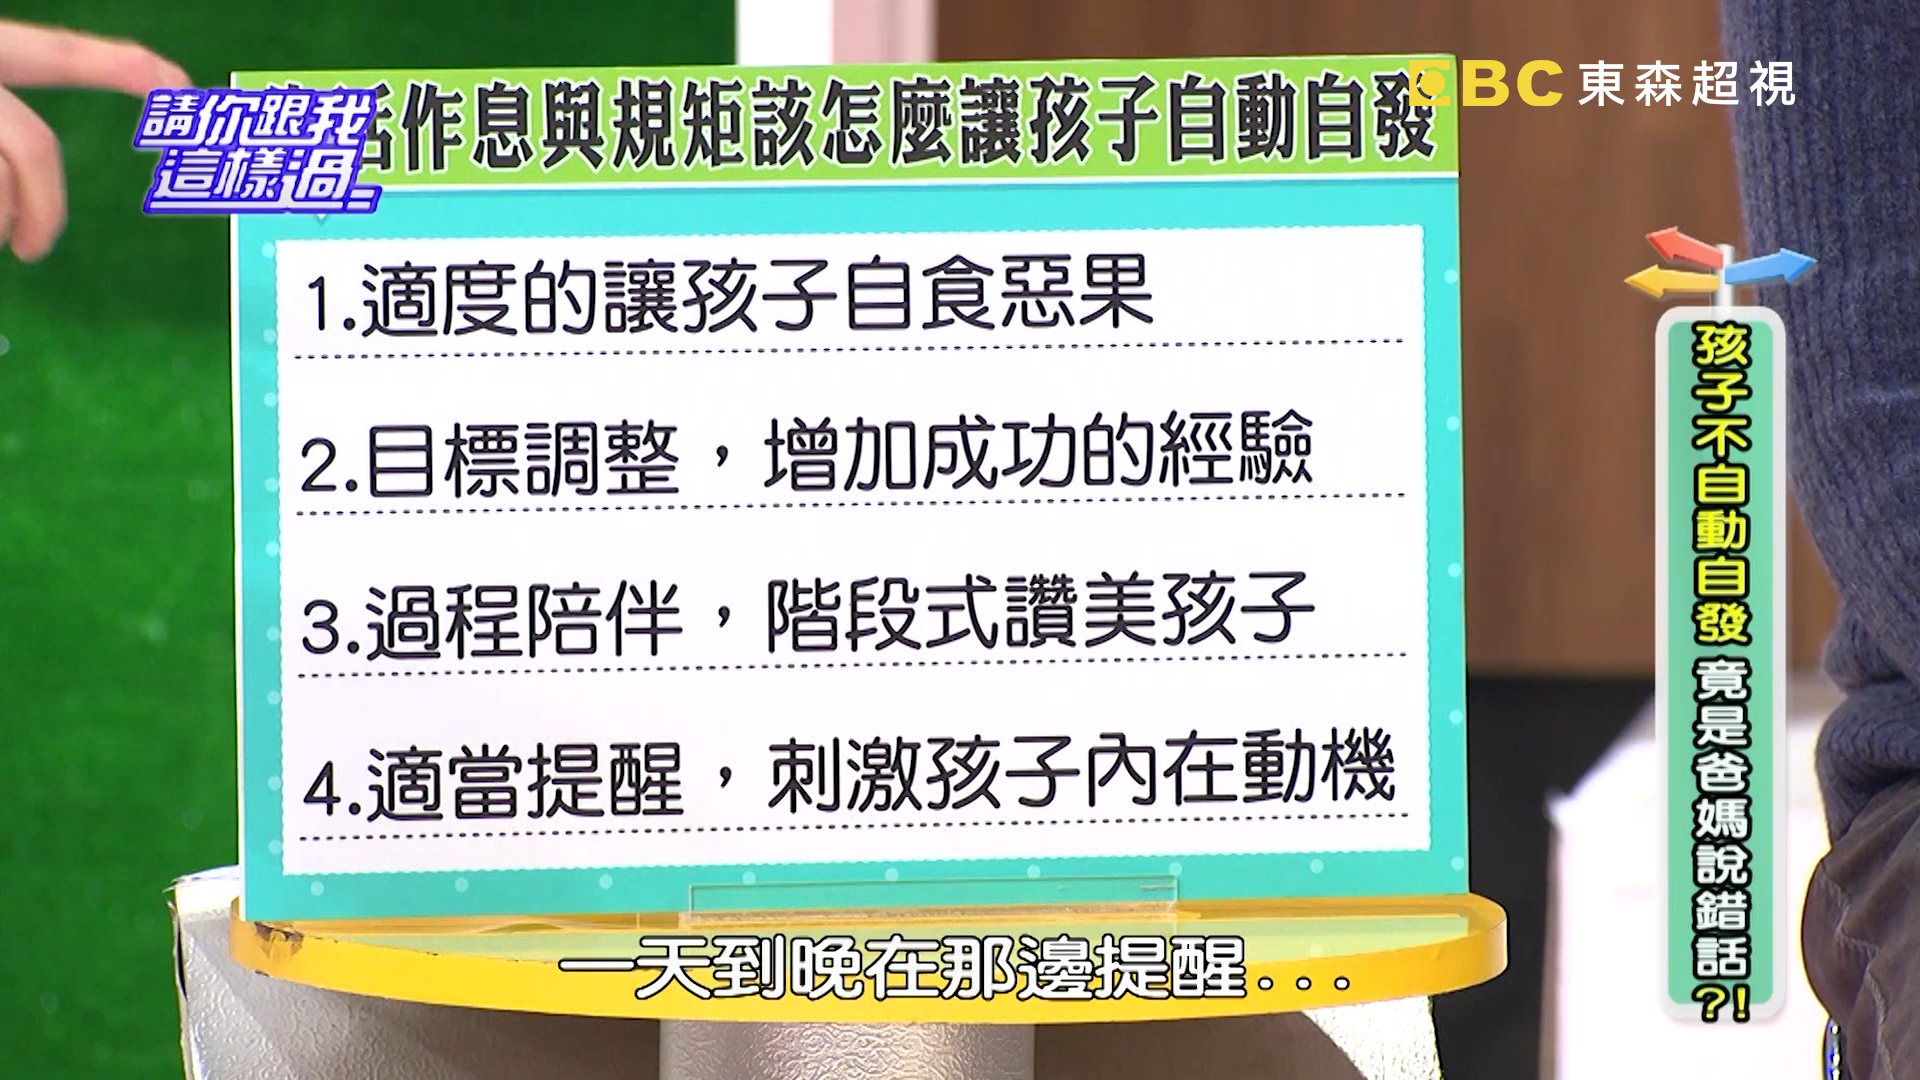 EBC 東森超視
請你跟我
這樣過
活作息與規矩該怎麼讓孩子自動自發
1.適度的讓孩子自食惡果
2.目標調整，增加成功的經驗
3.過程陪伴，階段式讚美孩子
4.適當提醒，刺激孩子內在動機
孩子不自動自發 竟是爸媽說錯話?!
一天到晚在那邊提醒...